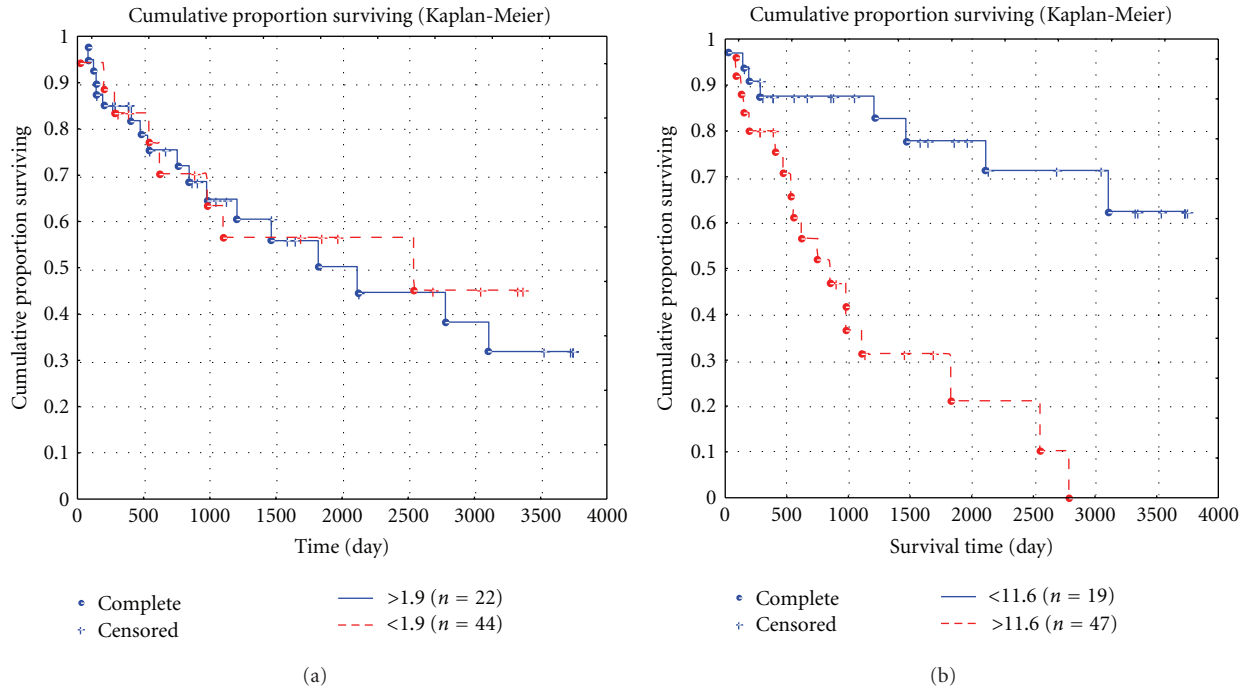 Cumulative proportion surviving (Kaplan-Meier)
1
0.9
0.8
0.7
0.6
0.5
0.4
0.3
0.2
0.1
0
Cumulative proportion surviving
0 500 1000 1500 2000 2500 3000 3500 4000
Time (day)
Complete
Censored
>1.9 (n = 22)
<1.9 (n = 44)
(a)
Cumulative proportion surviving (Kaplan-Meier)
1
0.9
0.8
0.7
0.6
0.5
0.4
0.3
0.2
0.1
0
Cumulative proportion surviving
0 500 1000 1500 2000 2500 3000 3500 4000
Survival time (day)
Complete
Censored
<11.6 (n = 19)
>11.6 (n = 47)
(b)